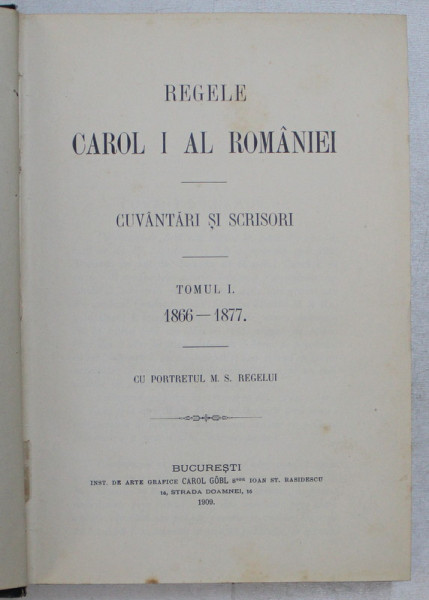 REGELE
CAROL I AL ROMÂNIEI
CUVÂNTĂRI ȘI SCRISORI
TOMUL I.
1866—1877.
CU PORTRETUL M. S. REGELUI
BUCUREȘTI
INST. DE ARTE GRAFICE CAROL GÖBL Sᵒʳ IOAN ST. RASIDESCU
16, STRADA DOAMNEI, 16
1909.